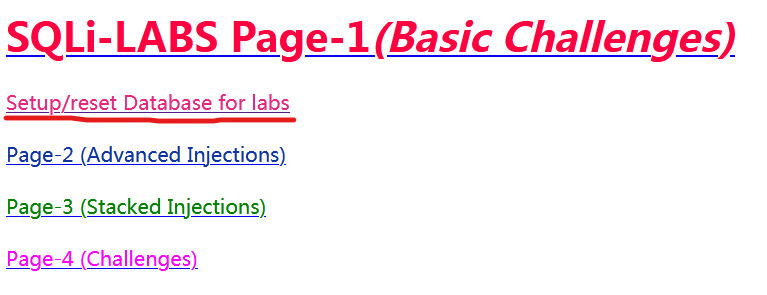 SQLi-LABS Page-1(Basic Challenges)
Setup/reset Database for labs
Page-2 (Advanced Injections)
Page-3 (Stacked Injections)
Page-4 (Challenges)